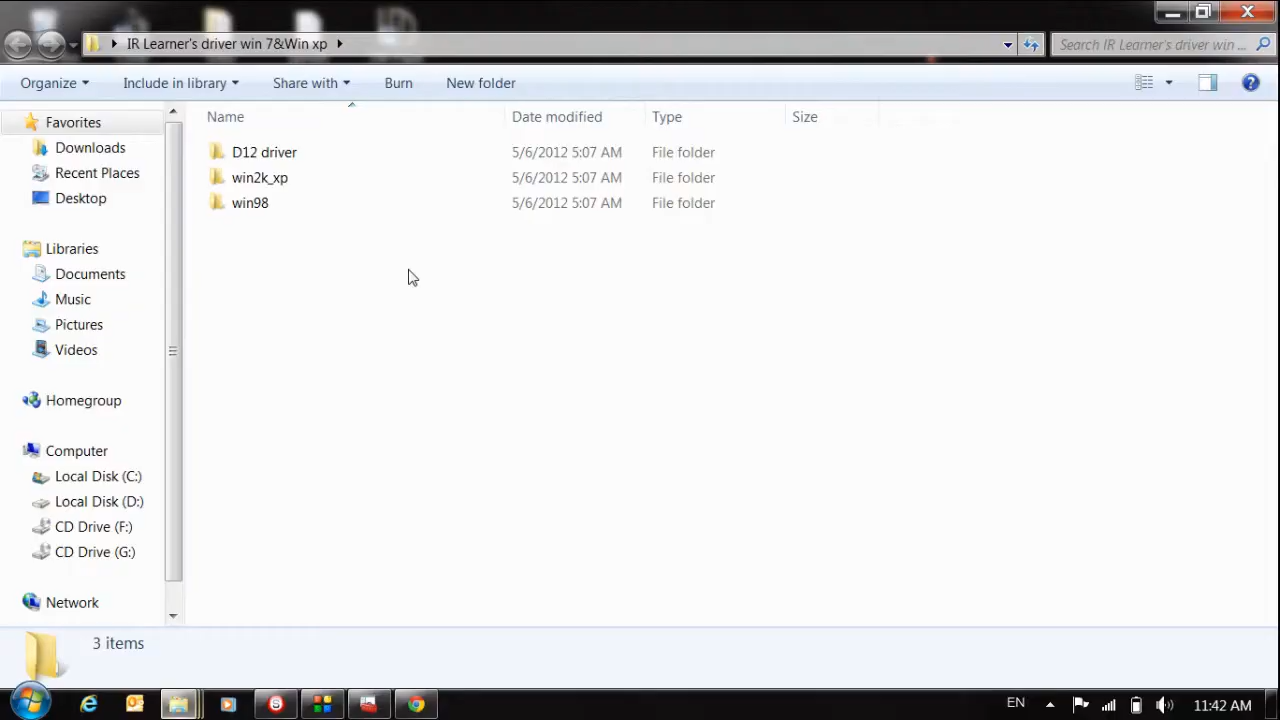 IR Learner's driver win 7&Win xp
Search IR Learner's driver win ...
Organize
Include in library
Share with
Burn
New folder
Name
Date modified
Type
Size
Favorites
Downloads
Recent Places
Desktop
Libraries
Documents
Music
Pictures
Videos
Homegroup
Computer
Local Disk (C:)
Local Disk (D:)
CD Drive (F:)
CD Drive (G:)
Network
D12 driver 5/6/2012 5:07 AM File folder
win2k_xp 5/6/2012 5:07 AM File folder
win98 5/6/2012 5:07 AM File folder
3 items
EN
11:42 AM